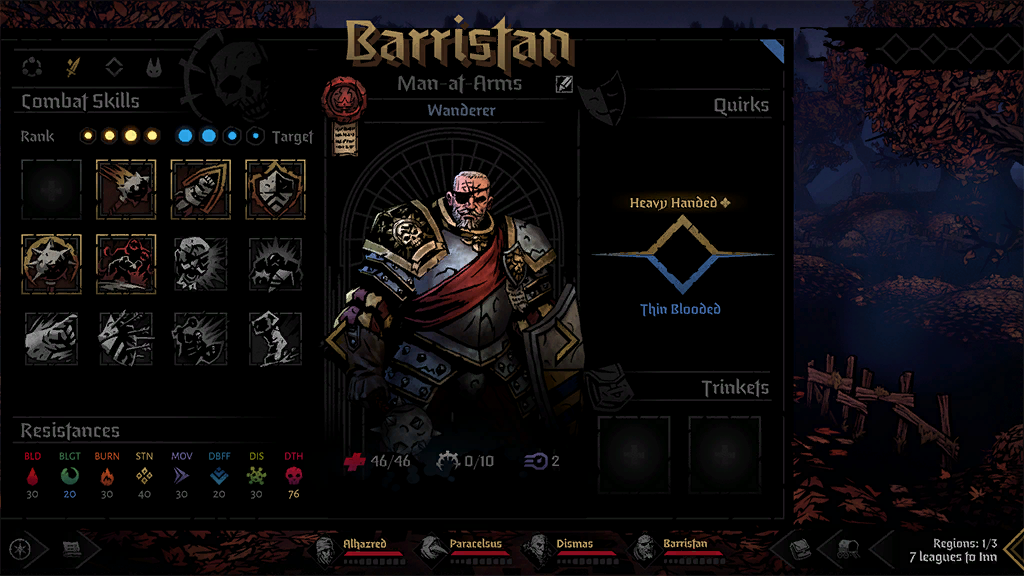 Barristan
Man-at-Arms
Wanderer
Combat Skills
Rank
Target
Quirks
Heavy Handed
Thin Blooded
Trinkets
Resistances
BLD BLGT BURN STN MOV DBFF DIS DTH
30 20 30 40 30 20 30 76
46/46 0/10 2
Alhazred Paracelsus Dismas Barristan
Regions: 1/3
7 leagues to Inn